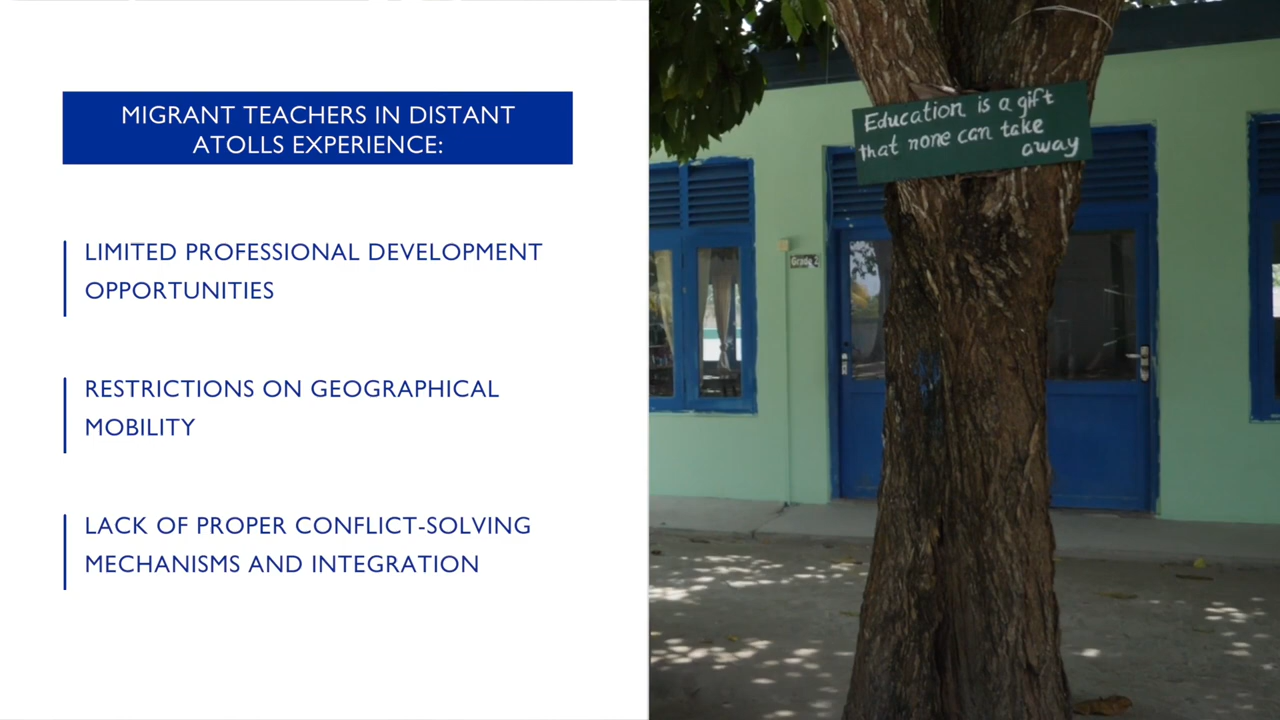 MIGRANT TEACHERS IN DISTANT
ATOLLS EXPERIENCE:
LIMITED PROFESSIONAL DEVELOPMENT
OPPORTUNITIES
RESTRICTIONS ON GEOGRAPHICAL
MOBILITY
LACK OF PROPER CONFLICT-SOLVING
MECHANISMS AND INTEGRATION
Education is a gift
that none can take
away